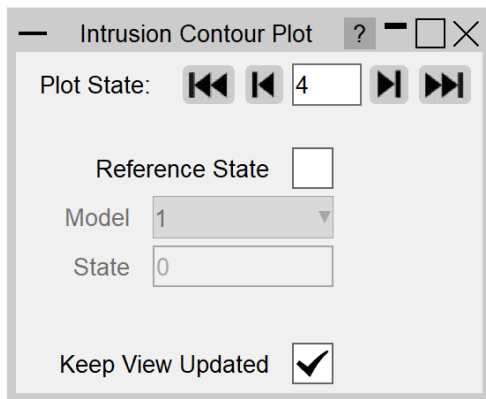 Intrusion Contour Plot ?
Plot State: 4
Reference State
Model 1
State 0
Keep View Updated